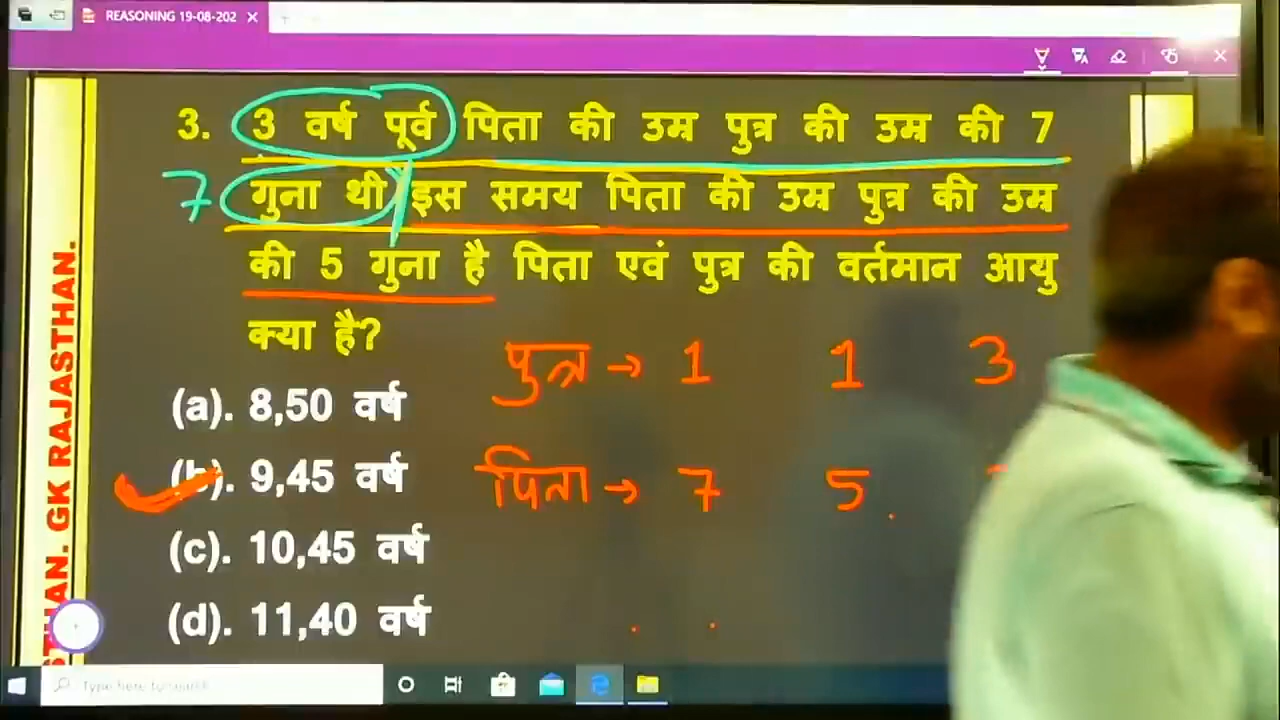 REASONING 19-08-202
3. 3 वर्ष पूर्व पिता की उम्र पुत्र की उम्र की 7
7 गुना थी इस समय पिता की उम्र पुत्र की उम्र
की 5 गुना है पिता एवं पुत्र की वर्तमान आयु
क्या है?
पुत्र → 1 1 3
(a). 8,50 वर्ष
(b). 9,45 वर्ष
पिता → 7 5
(c). 10,45 वर्ष
(d). 11,40 वर्ष
STHAN. GK RAJASTHAN.
Type here to search